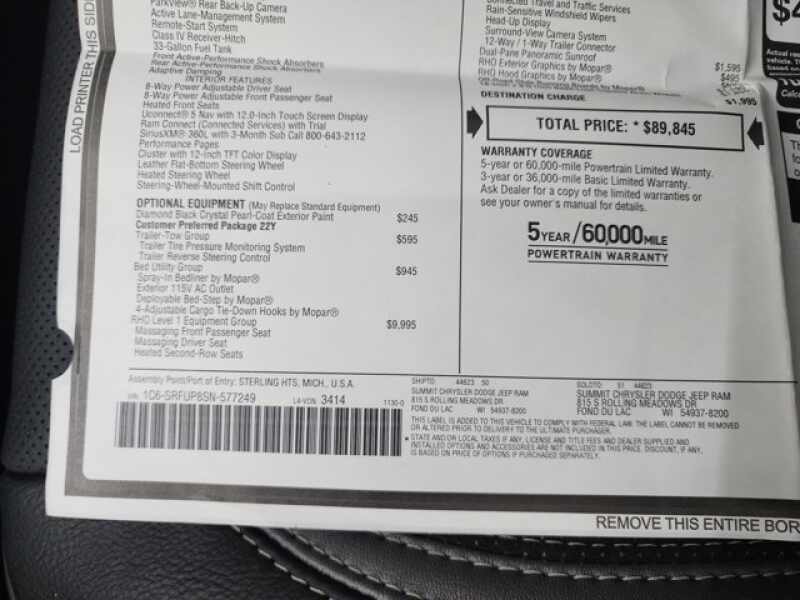 LOAD PRINTER THIS SIDE
ParkView® Rear Back-Up Camera
Active Lane-Management System
Remote-Start System
Class IV Receiver-Hitch
33-Gallon Fuel Tank
Front Active-Performance Shock Absorbers
Rear Active-Performance Shock Absorbers
Adaptive Damping
INTERIOR FEATURES
8-Way Power Adjustable Driver Seat
8-Way Power Adjustable Front Passenger Seat
Heated Front Seats
Uconnect® 5 Nav with 12.0-Inch Touch Screen Display
Ram Connect (Connected Services) with Trial
SiriusXM® 360L with 3-Month Sub Call 800-643-2112
Performance Pages
Cluster with 12-Inch TFT Color Display
Leather Flat-Bottom Steering Wheel
Heated Steering Wheel
Steering-Wheel-Mounted Shift Control
OPTIONAL EQUIPMENT (May Replace Standard Equipment)
Diamond Black Crystal Pearl-Coat Exterior Paint $245
Customer Preferred Package 22Y
Trailer-Tow Group $595
Trailer Tire Pressure Monitoring System
Trailer Reverse Steering Control
Bed Utility Group $945
Spray-In Bedliner by Mopar®
Exterior 115V AC Outlet
Deployable Bed-Step by Mopar®
4-Adjustable Cargo Tie-Down Hooks by Mopar®
RHO Level 1 Equipment Group $9,995
Massaging Front Passenger Seat
Massaging Driver Seat
Heated Second-Row Seats
Connected Travel and Traffic Services
Rain-Sensitive Windshield Wipers
Head-Up Display
Surround-View Camera System
12-Way / 1-Way Trailer Connector
Dual-Pane Panoramic Sunroof
RHO Exterior Graphics by Mopar® $1,595
RHO Hood Graphics by Mopar® $495
DESTINATION CHARGE $1,995
TOTAL PRICE: * $89,845
WARRANTY COVERAGE
5-year or 60,000-mile Powertrain Limited Warranty.
3-year or 36,000-mile Basic Limited Warranty.
Ask Dealer for a copy of the limited warranties or
see your owner's manual for details.
5 YEAR/60,000 MILE
POWERTRAIN WARRANTY
Assembly Point/Port of Entry: STERLING HTS, MICH., U.S.A.
VIN: 1C6-SRFUP8SN-577249 L4-VON 3414 1130-0
SHIPTO: 44623 50
SUMMIT CHRYSLER DODGE JEEP RAM
815 S ROLLING MEADOWS DR
FOND DU LAC WI 54937-8200
SOLDTO: 51 44623
SUMMIT CHRYSLER DODGE JEEP RAM
815 S ROLLING MEADOWS DR
FOND DU LAC WI 54937-8200
THIS LABEL IS ADDED TO THIS VEHICLE TO COMPLY WITH FEDERAL LAW. THE LABEL CANNOT BE REMOVED
OR ALTERED PRIOR TO DELIVERY TO THE ULTIMATE PURCHASER.
* STATE AND/OR LOCAL TAXES IF ANY, LICENSE AND TITLE FEES AND DEALER SUPPLIED AND
INSTALLED OPTIONS AND ACCESSORIES ARE NOT INCLUDED IN THIS PRICE. DISCOUNT, IF ANY,
IS BASED ON PRICE OF OPTIONS IF PURCHASED SEPARATELY.
REMOVE THIS ENTIRE BOR